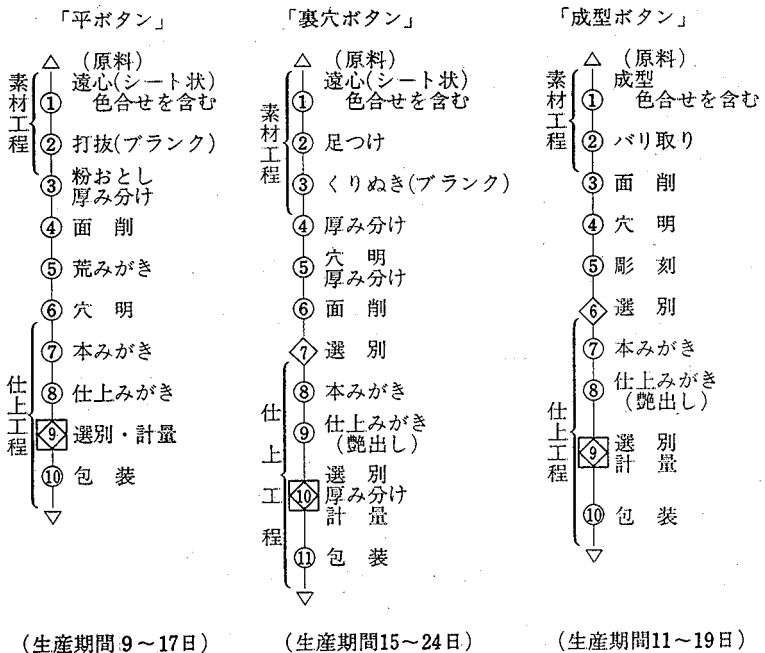 「平ボタン」
(原料)
素材工程
① 遠心(シート状)
色合せを含む
② 打抜(ブランク)
③ 粉おとし
厚み分け
④ 面 削
⑤ 荒みがき
⑥ 穴 明
仕上工程
⑦ 本みがき
⑧ 仕上みがき
⑨ 選別・計量
⑩ 包 装
(生産期間9〜17日)
「裏穴ボタン」
(原料)
素材工程
① 遠心(シート状)
色合せを含む
② 足つけ
③ くりぬき(ブランク)
④ 厚み分け
⑤ 穴 明
厚み分け
⑥ 面 削
⑦ 選 別
仕上工程
⑧ 本みがき
⑨ 仕上みがき
(艶出し)
⑩ 選 別
厚み分け
計 量
⑪ 包 装
(生産期間15〜24日)
「成型ボタン」
(原料)
素材工程
① 成型
色合せを含む
② バリ取り
③ 面 削
④ 穴 明
⑤ 彫 刻
⑥ 選 別
仕上工程
⑦ 本みがき
⑧ 仕上みがき
(艶出し)
⑨ 選 別
計 量
⑩ 包 装
(生産期間11〜19日)